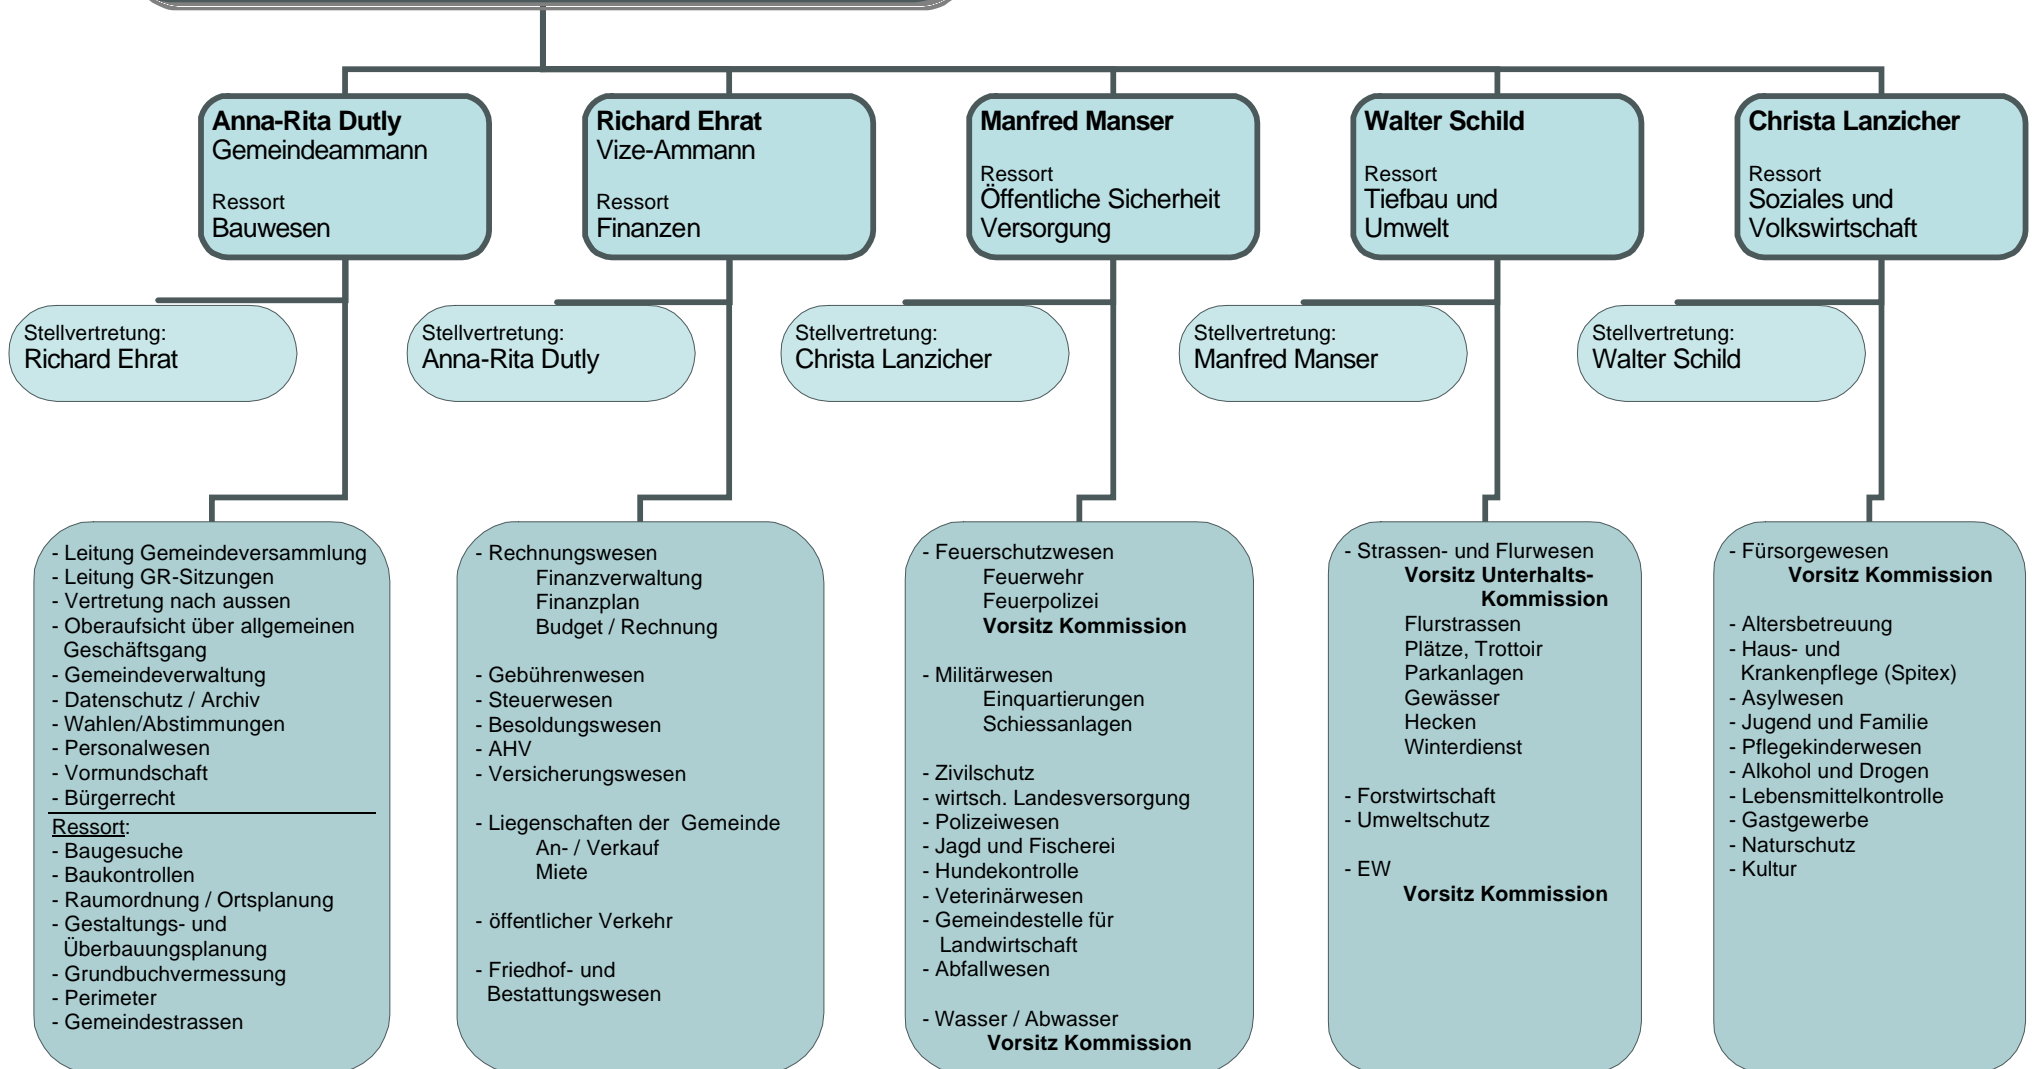 Anna-Rita Dutly
Gemeindeammann
Ressort
Bauwesen
Richard Ehrat
Vize-Ammann
Ressort
Finanzen
Manfred Manser
Ressort
Öffentliche Sicherheit
Versorgung
Walter Schild
Ressort
Tiefbau und
Umwelt
Christa Lanzicher
Ressort
Soziales und
Volkswirtschaft
Stellvertretung:
Richard Ehrat
Stellvertretung:
Anna-Rita Dutly
Stellvertretung:
Christa Lanzicher
Stellvertretung:
Manfred Manser
Stellvertretung:
Walter Schild
- Leitung Gemeindeversammlung
- Leitung GR-Sitzungen
- Vertretung nach aussen
- Oberaufsicht über allgemeinen
Geschäftsgang
- Gemeindeverwaltung
- Datenschutz / Archiv
- Wahlen/Abstimmungen
- Personalwesen
- Vormundschaft
- Bürgerrecht
Ressort:
- Baugesuche
- Baukontrollen
- Raumordnung / Ortsplanung
- Gestaltungs- und
Überbauungsplanung
- Grundbuchvermessung
- Perimeter
- Gemeindestrassen
- Rechnungswesen
Finanzverwaltung
Finanzplan
Budget / Rechnung
- Gebührenwesen
- Steuerwesen
- Besoldungswesen
- AHV
- Versicherungswesen
- Liegenschaften der Gemeinde
An- / Verkauf
Miete
- öffentlicher Verkehr
- Friedhof- und
Bestattungswesen
- Feuerschutzwesen
Feuerwehr
Feuerpolizei
Vorsitz Kommission
- Militärwesen
Einquartierungen
Schiessanlagen
- Zivilschutz
- wirtsch. Landesversorgung
- Polizeiwesen
- Jagd und Fischerei
- Hundekontrolle
- Veterinärwesen
- Gemeindestelle für
Landwirtschaft
- Abfallwesen
- Wasser / Abwasser
Vorsitz Kommission
- Strassen- und Flurwesen
Vorsitz Unterhalts-
Kommission
Flurstrassen
Plätze, Trottoir
Parkanlagen
Gewässer
Hecken
Winterdienst
- Forstwirtschaft
- Umweltschutz
- EW
Vorsitz Kommission
- Fürsorgewesen
Vorsitz Kommission
- Altersbetreuung
- Haus- und
Krankenpflege (Spitex)
- Asylwesen
- Jugend und Familie
- Pflegekinderwesen
- Alkohol und Drogen
- Lebensmittelkontrolle
- Gastgewerbe
- Naturschutz
- Kultur